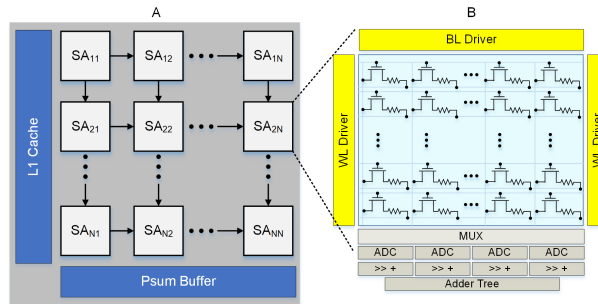 A
B
L1 Cache
SA11 SA12 SA1N
SA21 SA22 SA2N
SAN1 SAN2 SANN
Psum Buffer
BL Driver
WL Driver
WL Driver
MUX
ADC ADC ADC ADC
>> + >> + >> + >> +
Adder Tree